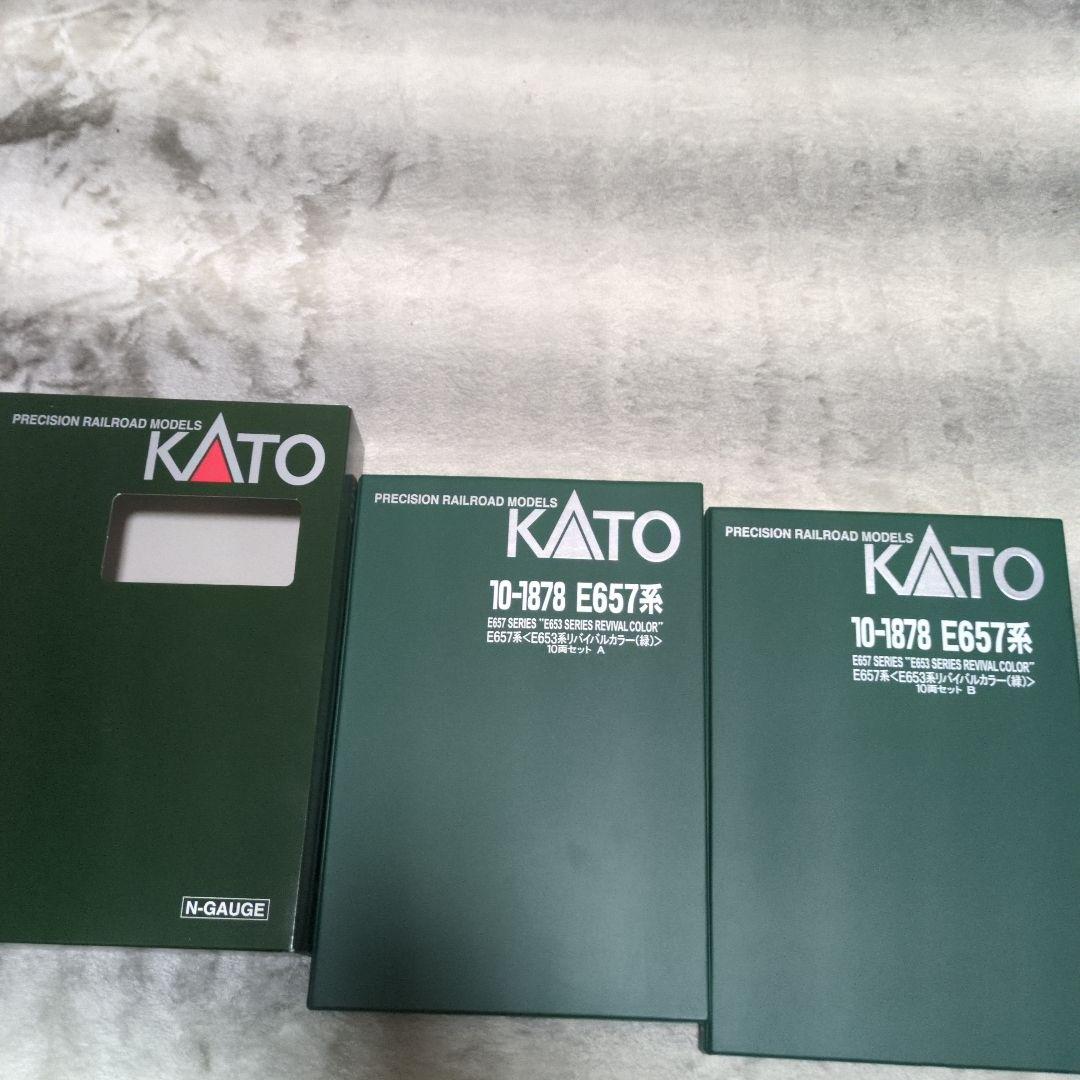 PRECISION RAILROAD MODELS
KATO
N-GAUGE
PRECISION RAILROAD MODELS
KATO
10-1878 E657系
E657 SERIES "E653 SERIES REVIVAL COLOR"
E657系<E653系リバイバルカラー(緑)>
10両セット A
PRECISION RAILROAD MODELS
KATO
10-1878 E657系
E657 SERIES "E653 SERIES REVIVAL COLOR"
E657系<E653系リバイバルカラー(緑)>
10両セット B